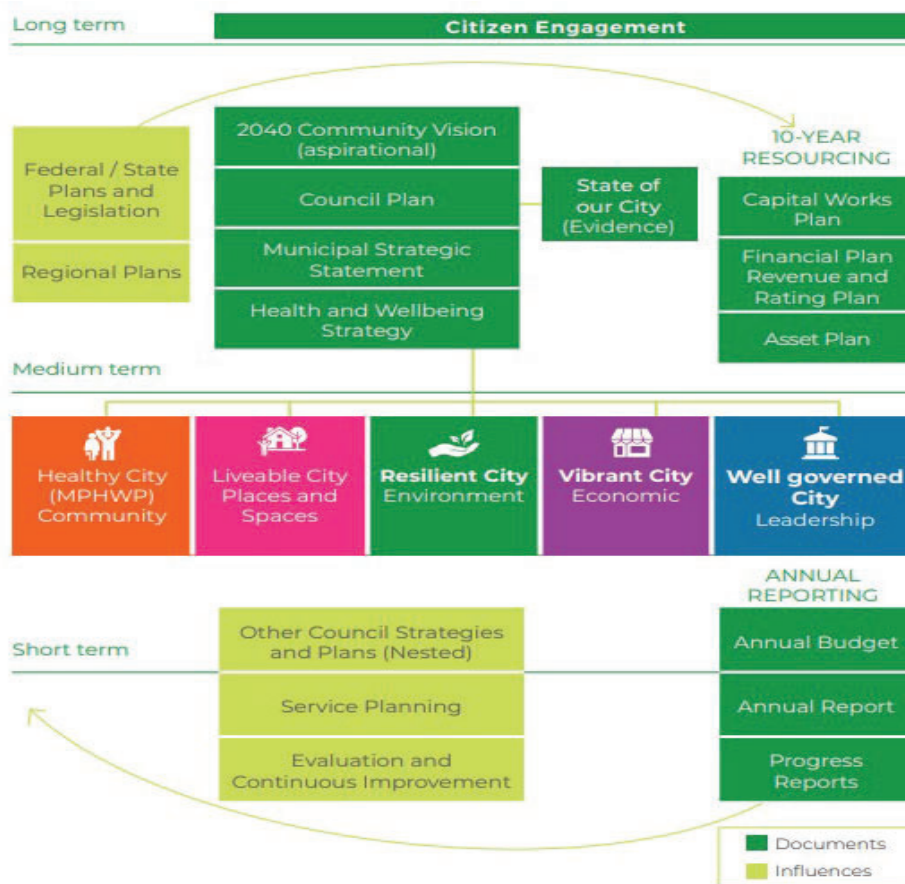 Long term
Citizen Engagement
Federal / State
Plans and
Legislation
Regional Plans
2040 Community Vision
(aspirational)
Council Plan
Municipal Strategic
Statement
Health and Wellbeing
Strategy
State of
our City
(Evidence)
10-YEAR
RESOURCING
Capital Works
Plan
Financial Plan
Revenue and
Rating Plan
Asset Plan
Medium term
Healthy City
(MPHWP)
Community
Liveable City
Places and
Spaces
Resilient City
Environment
Vibrant City
Economic
Well governed
City
Leadership
Short term
Other Council Strategies
and Plans (Nested)
Service Planning
Evaluation and
Continuous Improvement
ANNUAL
REPORTING
Annual Budget
Annual Report
Progress
Reports
Documents
Influences